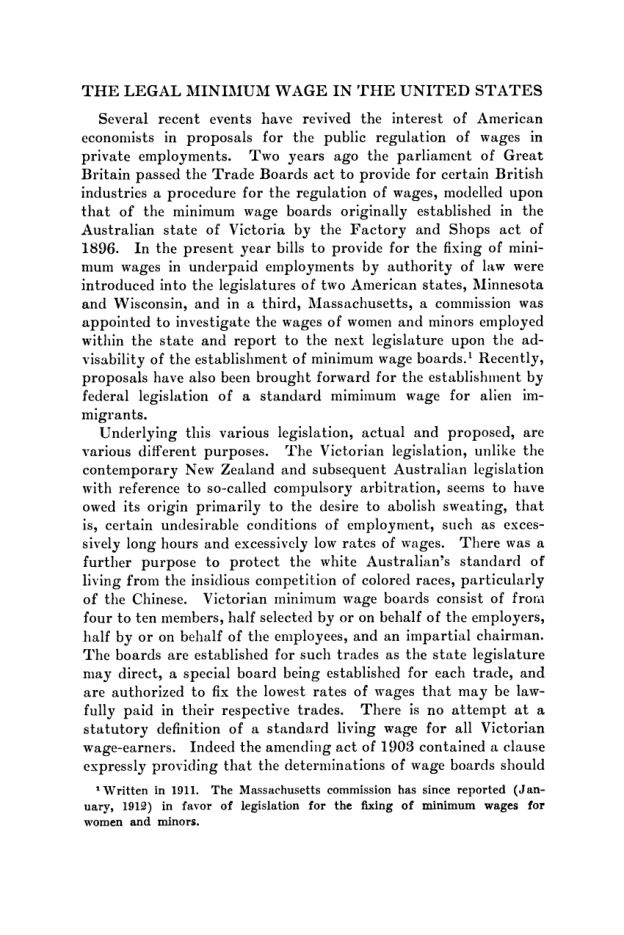 THE LEGAL MINIMUM WAGE IN THE UNITED STATES
Several recent events have revived the interest of American
economists in proposals for the public regulation of wages in
private employments. Two years ago the parliament of Great
Britain passed the Trade Boards act to provide for certain British
industries a procedure for the regulation of wages, modelled upon
that of the minimum wage boards originally established in the
Australian state of Victoria by the Factory and Shops act of
1896. In the present year bills to provide for the fixing of mini-
mum wages in underpaid employments by authority of law were
introduced into the legislatures of two American states, Minnesota
and Wisconsin, and in a third, Massachusetts, a commission was
appointed to investigate the wages of women and minors employed
within the state and report to the next legislature upon the ad-
visability of the establishment of minimum wage boards.¹ Recently,
proposals have also been brought forward for the establishment by
federal legislation of a standard mimimum wage for alien im-
migrants.
Underlying this various legislation, actual and proposed, are
various different purposes. The Victorian legislation, unlike the
contemporary New Zealand and subsequent Australian legislation
with reference to so-called compulsory arbitration, seems to have
owed its origin primarily to the desire to abolish sweating, that
is, certain undesirable conditions of employment, such as exces-
sively long hours and excessively low rates of wages. There was a
further purpose to protect the white Australian's standard of
living from the insidious competition of colored races, particularly
of the Chinese. Victorian minimum wage boards consist of from
four to ten members, half selected by or on behalf of the employers,
half by or on behalf of the employees, and an impartial chairman.
The boards are established for such trades as the state legislature
may direct, a special board being established for each trade, and
are authorized to fix the lowest rates of wages that may be law-
fully paid in their respective trades. There is no attempt at a
statutory definition of a standard living wage for all Victorian
wage-earners. Indeed the amending act of 1903 contained a clause
expressly providing that the determinations of wage boards should
¹ Written in 1911. The Massachusetts commission has since reported (Jan-
uary, 1912) in favor of legislation for the fixing of minimum wages for
women and minors.